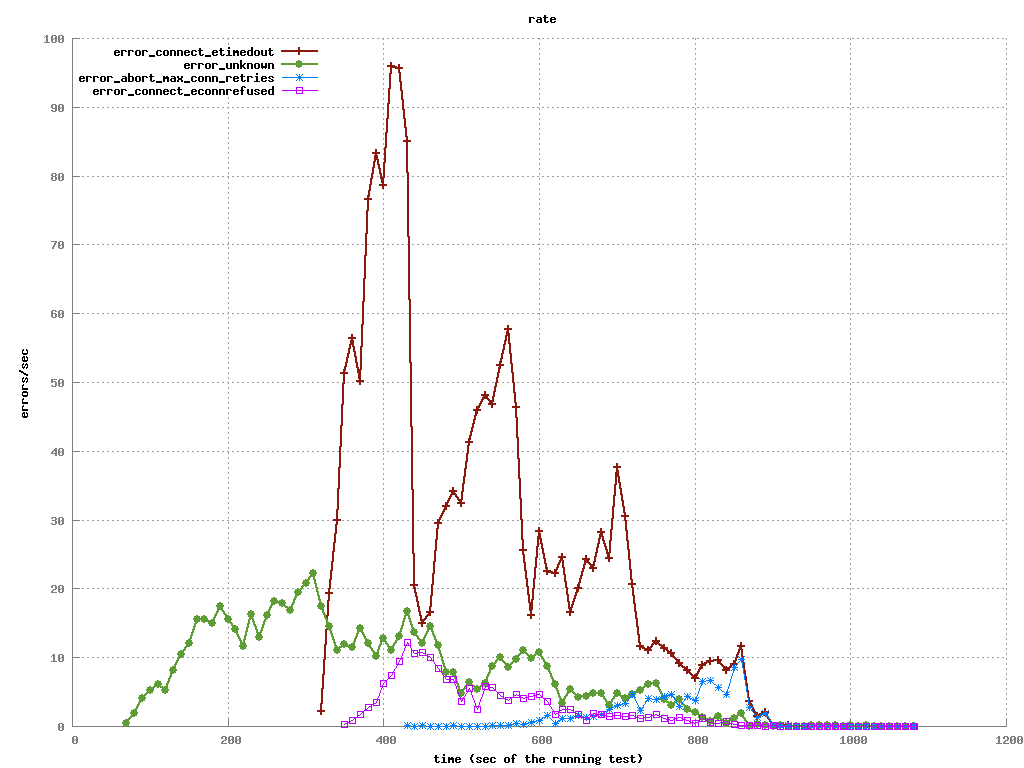 rate
100
error_connect_etimedout
error_unknown
error_abort_max_conn_retries
error_connect_econnrefused
90
80
70
60
50
40
30
20
10
0
errors/sec
0 200 400 600 800 1000 1200
time (sec of the running test)